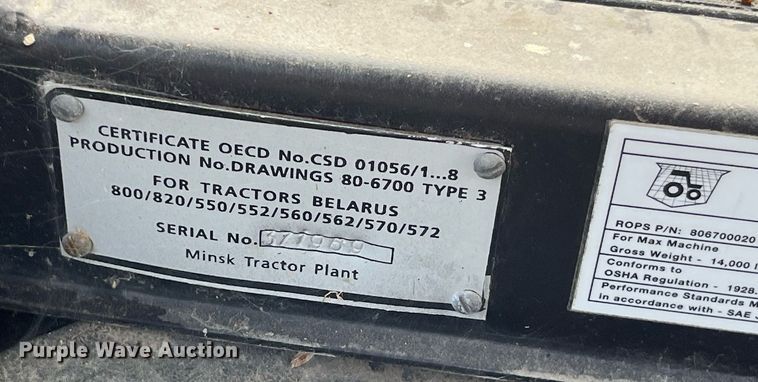 CERTIFICATE OECD No.CSD 01056/1...8
PRODUCTION No.DRAWINGS 80-6700 TYPE 3
FOR TRACTORS BELARUS
800/820/550/552/560/562/570/572
SERIAL No. 377989
Minsk Tractor Plant
ROPS P/N: 806700020
For Max Machine
Gross Weight - 14,000
Conforms to
OSHA Regulation - 1928.
Performance Standards
in accordance with - SAE
Purple Wave Auction